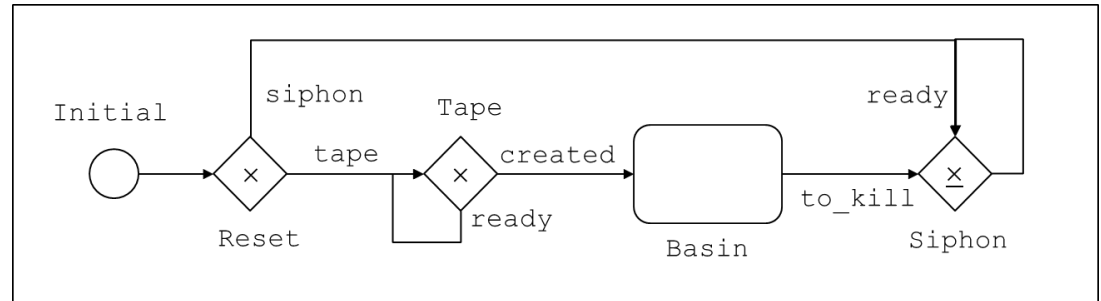 Initial
siphon
Reset
tape
Tape
ready
created
Basin
to_kill
ready
Siphon